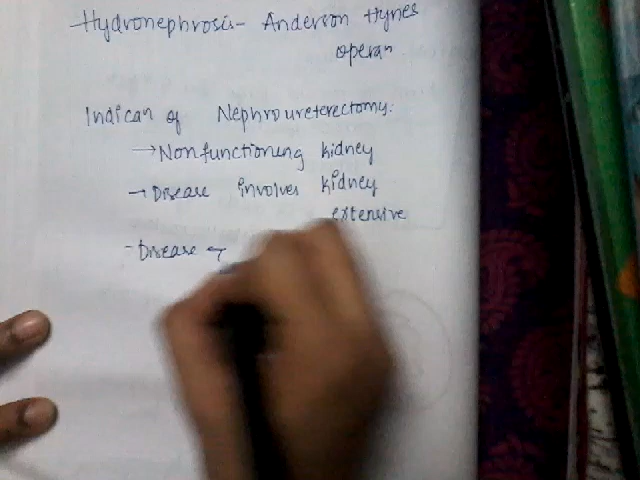 Hydronephrosis- Anderson Hynes
operan.
Indican of Nephroureterectomy:
→ Nonfunctioning kidney
→ Disease involves kidney
extensive
- Disease